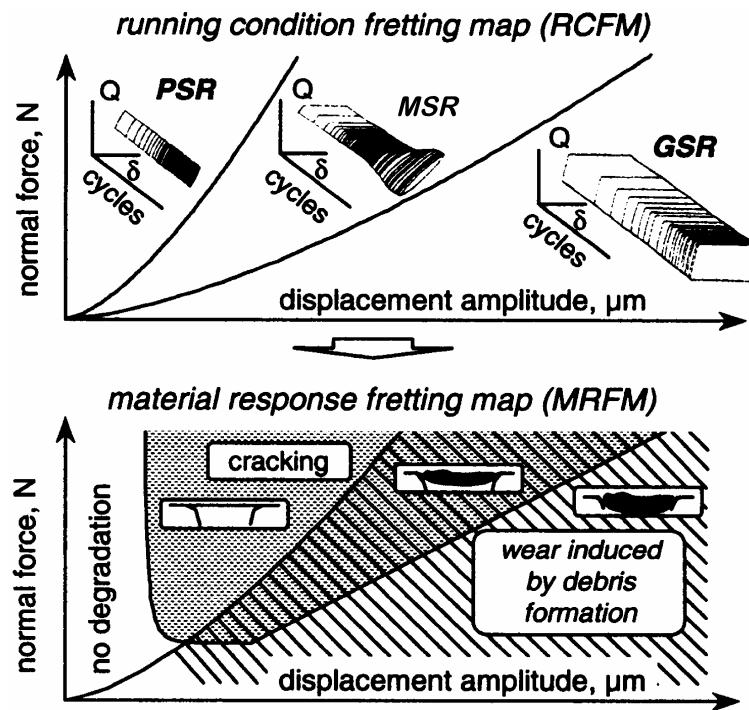 running condition fretting map (RCFM)
normal force, N
Q
PSR
δ
cycles
Q
MSR
δ
cycles
Q
GSR
δ
cycles
displacement amplitude, µm
material response fretting map (MRFM)
normal force, N
no degradation
cracking
wear induced
by debris
formation
displacement amplitude, µm